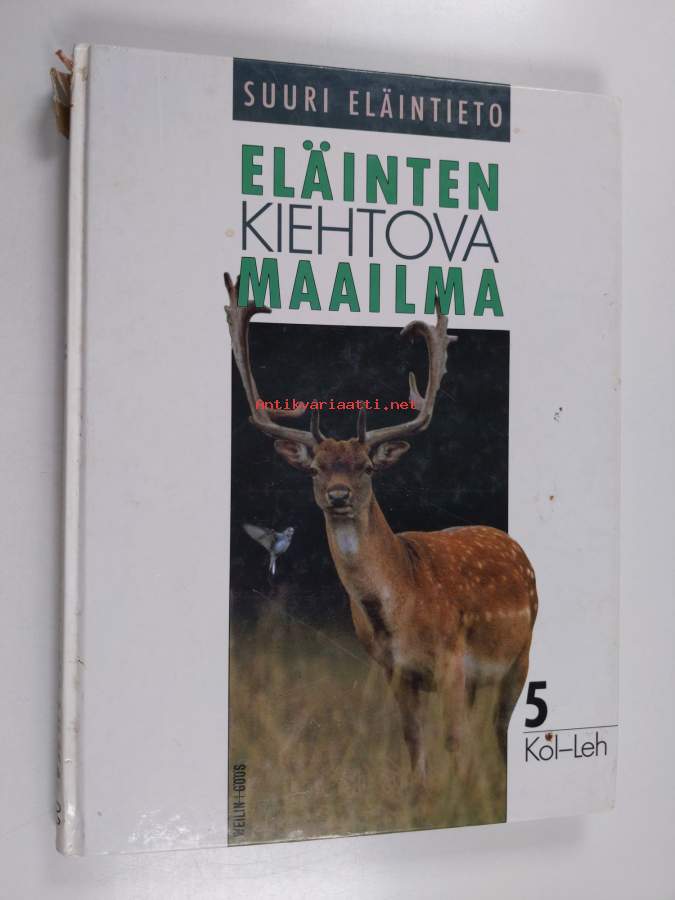 SUURI ELÄINTIETO
ELÄINTEN
KIEHTOVA
MAAILMA
Antikvariaatti.net
5
Kol–Leh
WEILIN+GÖÖS